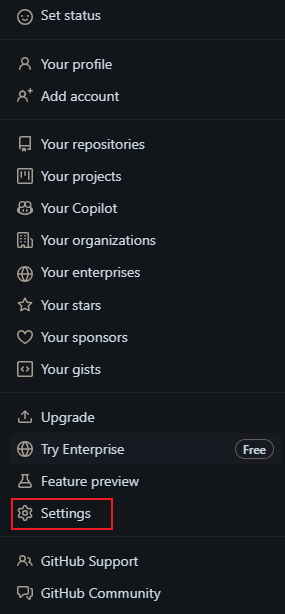 Set status
Your profile
Add account
Your repositories
Your projects
Your Copilot
Your organizations
Your enterprises
Your stars
Your sponsors
Your gists
Upgrade
Try Enterprise Free
Feature preview
Settings
GitHub Support
GitHub Community